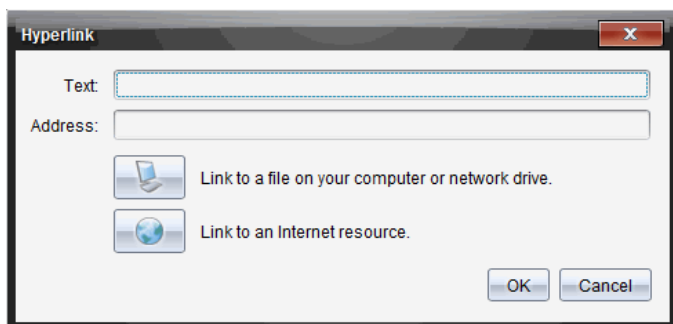 Hyperlink
Text:
Address:
Link to a file on your computer or network drive.
Link to an Internet resource.
OK Cancel